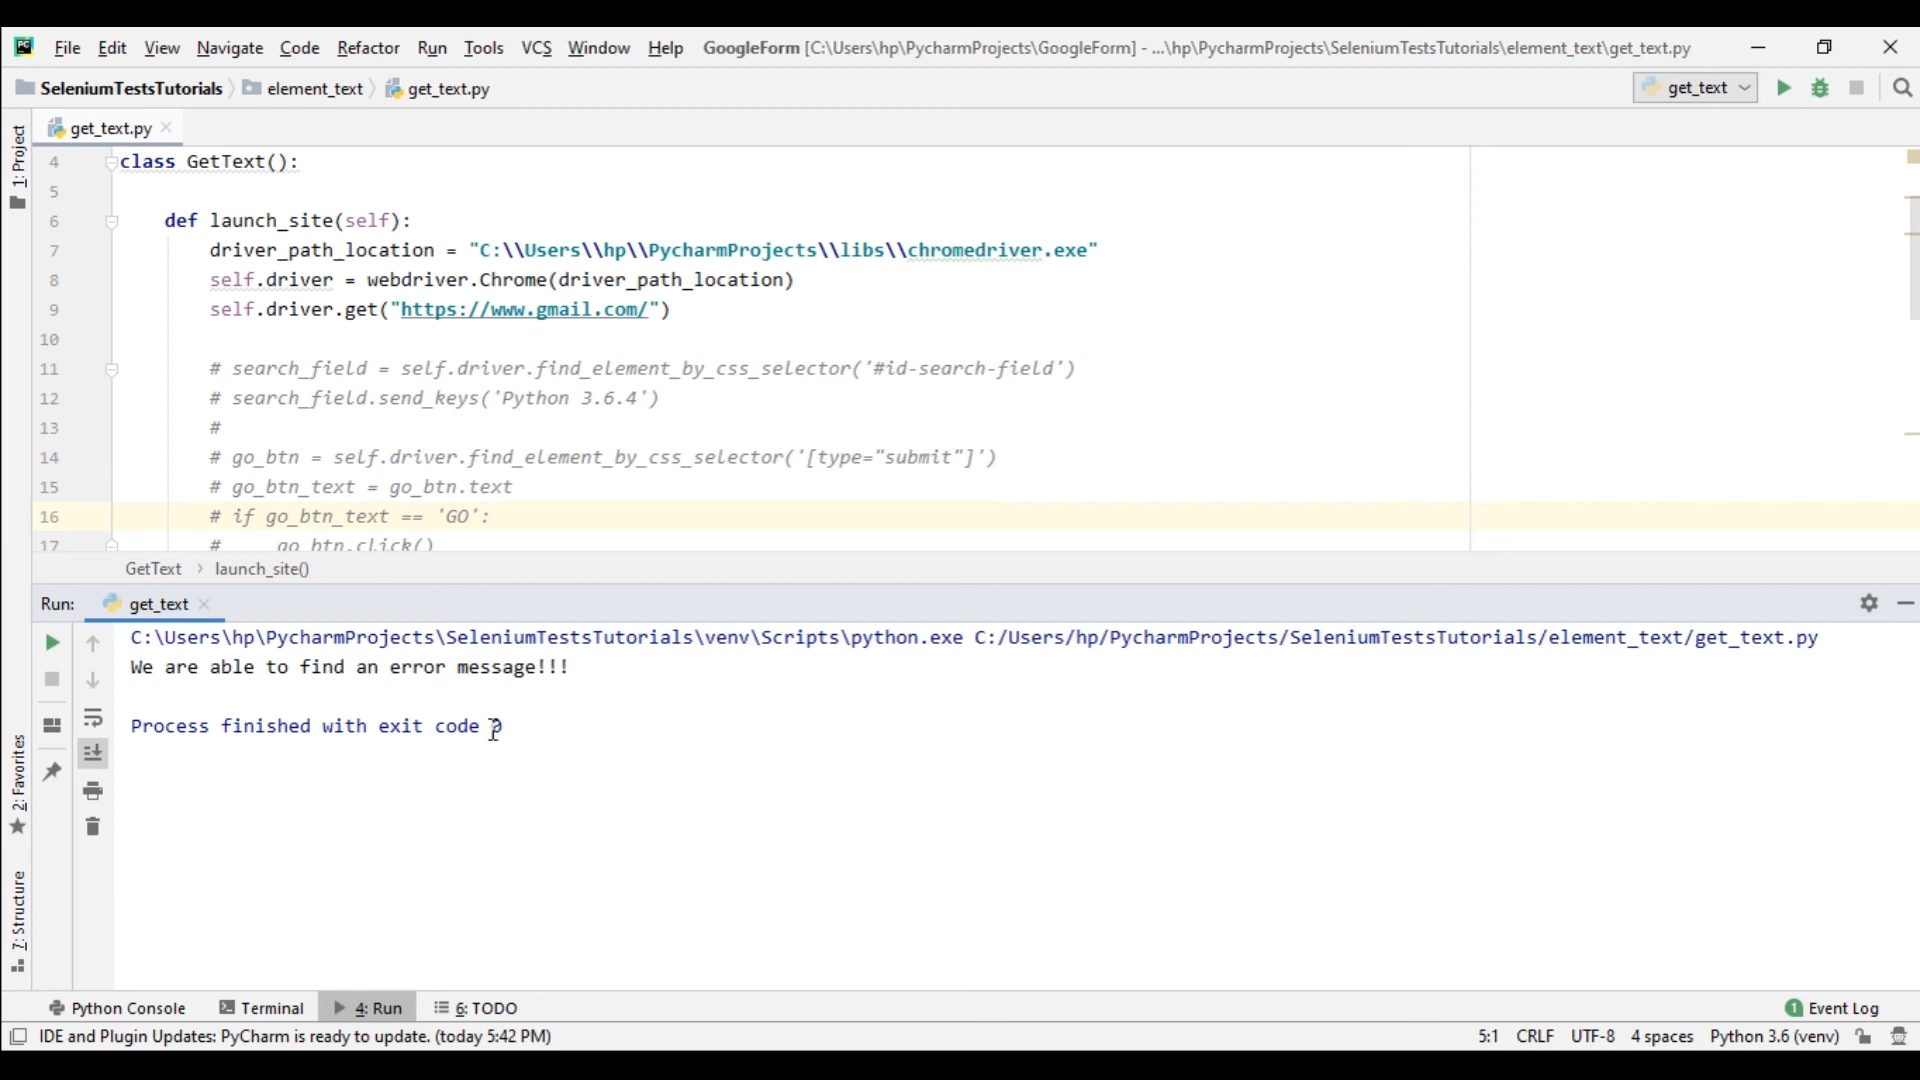 PC File Edit View Navigate Code Refactor Run Tools VCS Window Help GoogleForm [C:\Users\hp\PycharmProjects\GoogleForm] - ...\hp\PycharmProjects\SeleniumTestsTutorials\element_text\get_text.py
SeleniumTestsTutorials element_text get_text.py get_text
1: Project
get_text.py
4 class GetText():
5
6 def launch_site(self):
7 driver_path_location = "C:\\Users\\hp\\PycharmProjects\\libs\\chromedriver.exe"
8 self.driver = webdriver.Chrome(driver_path_location)
9 self.driver.get("https://www.gmail.com/")
10
11 # search_field = self.driver.find_element_by_css_selector('#id-search-field')
12 # search_field.send_keys('Python 3.6.4')
13 #
14 # go_btn = self.driver.find_element_by_css_selector('[type="submit"]')
15 # go_btn_text = go_btn.text
16 # if go_btn_text == 'GO':
17 # go_btn.click()
GetText › launch_site()
Run: get_text
C:\Users\hp\PycharmProjects\SeleniumTestsTutorials\venv\Scripts\python.exe C:/Users/hp/PycharmProjects/SeleniumTestsTutorials/element_text/get_text.py
We are able to find an error message!!!
Process finished with exit code 0
2: Favorites
7: Structure
Python Console Terminal 4: Run 6: TODO 1 Event Log
IDE and Plugin Updates: PyCharm is ready to update. (today 5:42 PM) 5:1 CRLF UTF-8 4 spaces Python 3.6 (venv)